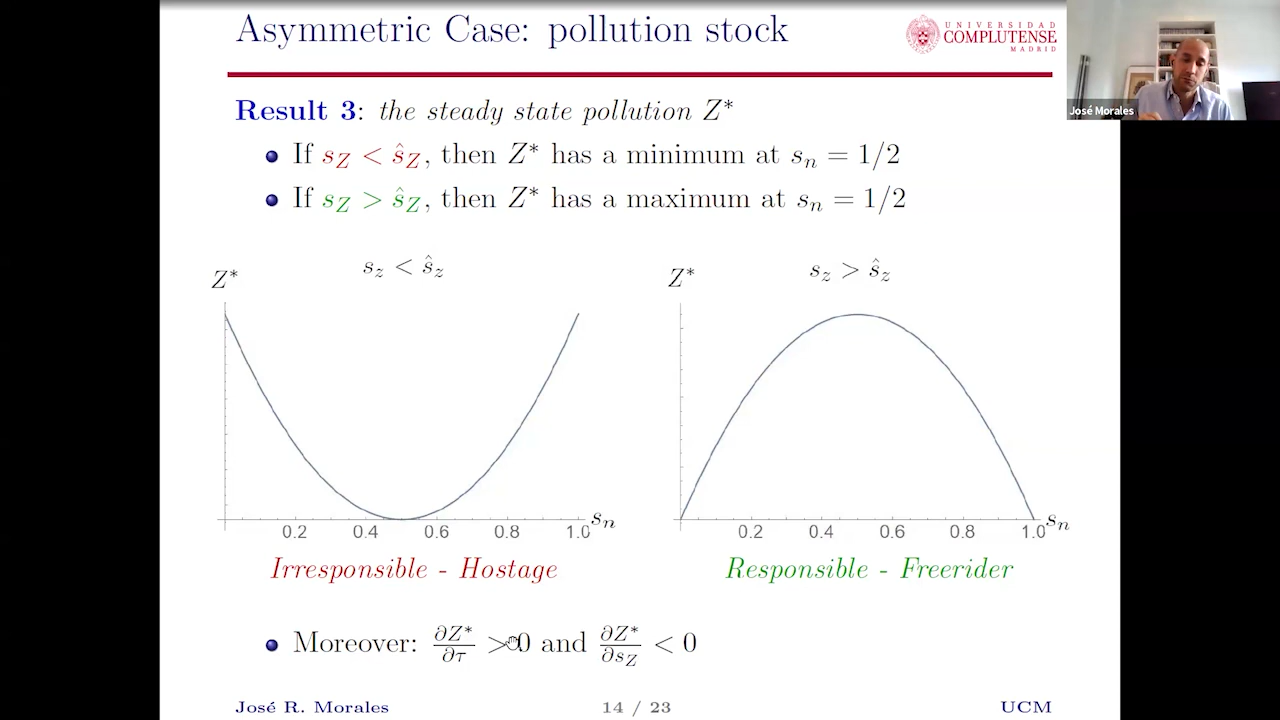 Asymmetric Case: pollution stock
UNIVERSIDAD
COMPLUTENSE
MADRID
José Morales
Result 3: the steady state pollution Z*
If s_Z < ŝ_Z, then Z* has a minimum at s_n = 1/2
If s_Z > ŝ_Z, then Z* has a maximum at s_n = 1/2
Z* s_z < ŝ_z
0.2 0.4 0.6 0.8 1.0 s_n
Irresponsible - Hostage
Z* s_z > ŝ_z
0.2 0.4 0.6 0.8 1.0 s_n
Responsible - Freerider
Moreover: ∂Z*/∂τ > 0 and ∂Z*/∂s_Z < 0
José R. Morales 14 / 23 UCM